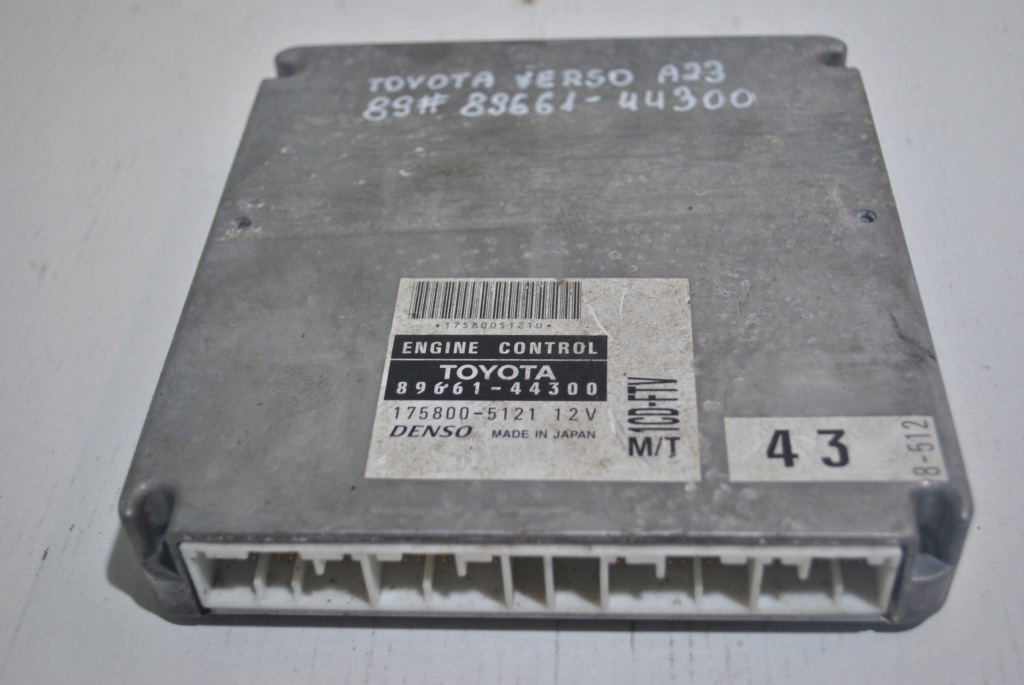 TOYOTA VERSO A23
89# 89661-44300
*1758005121U*
ENGINE CONTROL
TOYOTA
89661-44300
175800-5121 12V
DENSO MADE IN JAPAN
1CD-FTV
M/T
43
8-512